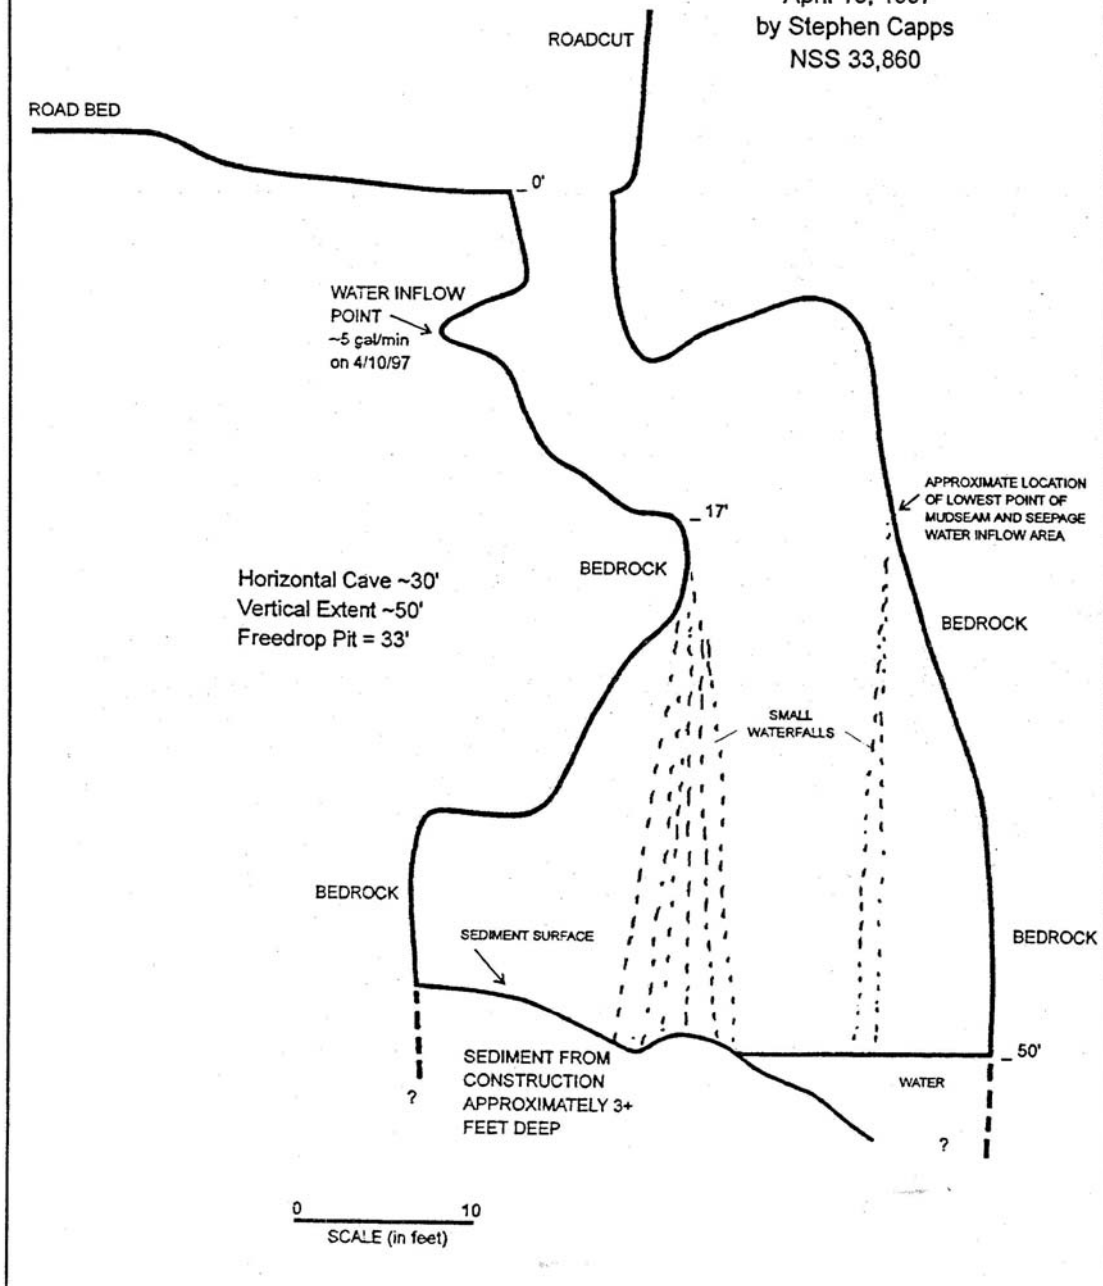 by Stephen Capps
NSS 33,860
ROADCUT
ROAD BED
0'
WATER INFLOW
POINT
~5 gal/min
on 4/10/97
17'
APPROXIMATE LOCATION
OF LOWEST POINT OF
MUDSEAM AND SEEPAGE
WATER INFLOW AREA
BEDROCK
Horizontal Cave ~30'
Vertical Extent ~50'
Freedrop Pit = 33'
BEDROCK
SMALL
WATERFALLS
BEDROCK
SEDIMENT SURFACE
BEDROCK
50'
SEDIMENT FROM
CONSTRUCTION
APPROXIMATELY 3+
FEET DEEP
WATER
?
?
0 10
SCALE (in feet)